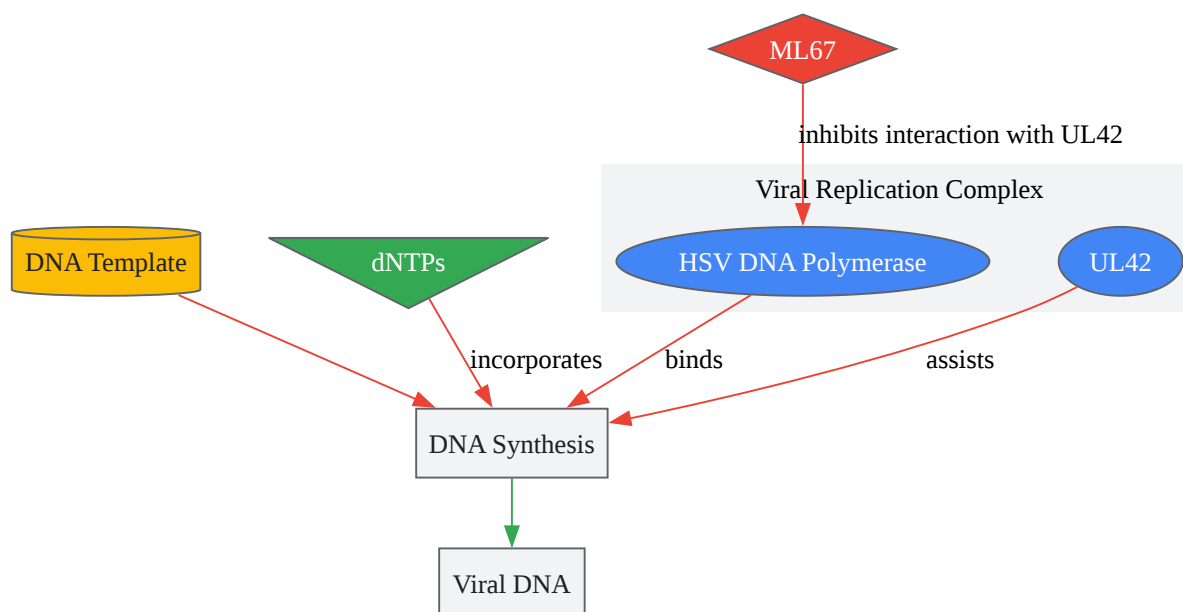 ML67
inhibits interaction with UL42
Viral Replication Complex
DNA Template
dNTPs
HSV DNA Polymerase
UL42
incorporates
binds
assists
DNA Synthesis
Viral DNA